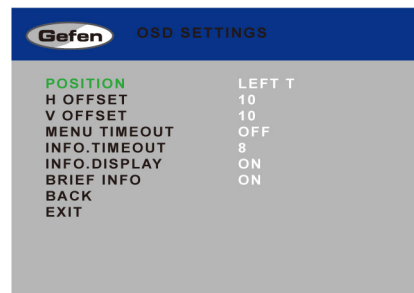 Gefen OSD SETTINGS
POSITION LEFT T
H OFFSET 10
V OFFSET 10
MENU TIMEOUT OFF
INFO.TIMEOUT 8
INFO.DISPLAY ON
BRIEF INFO ON
BACK
EXIT